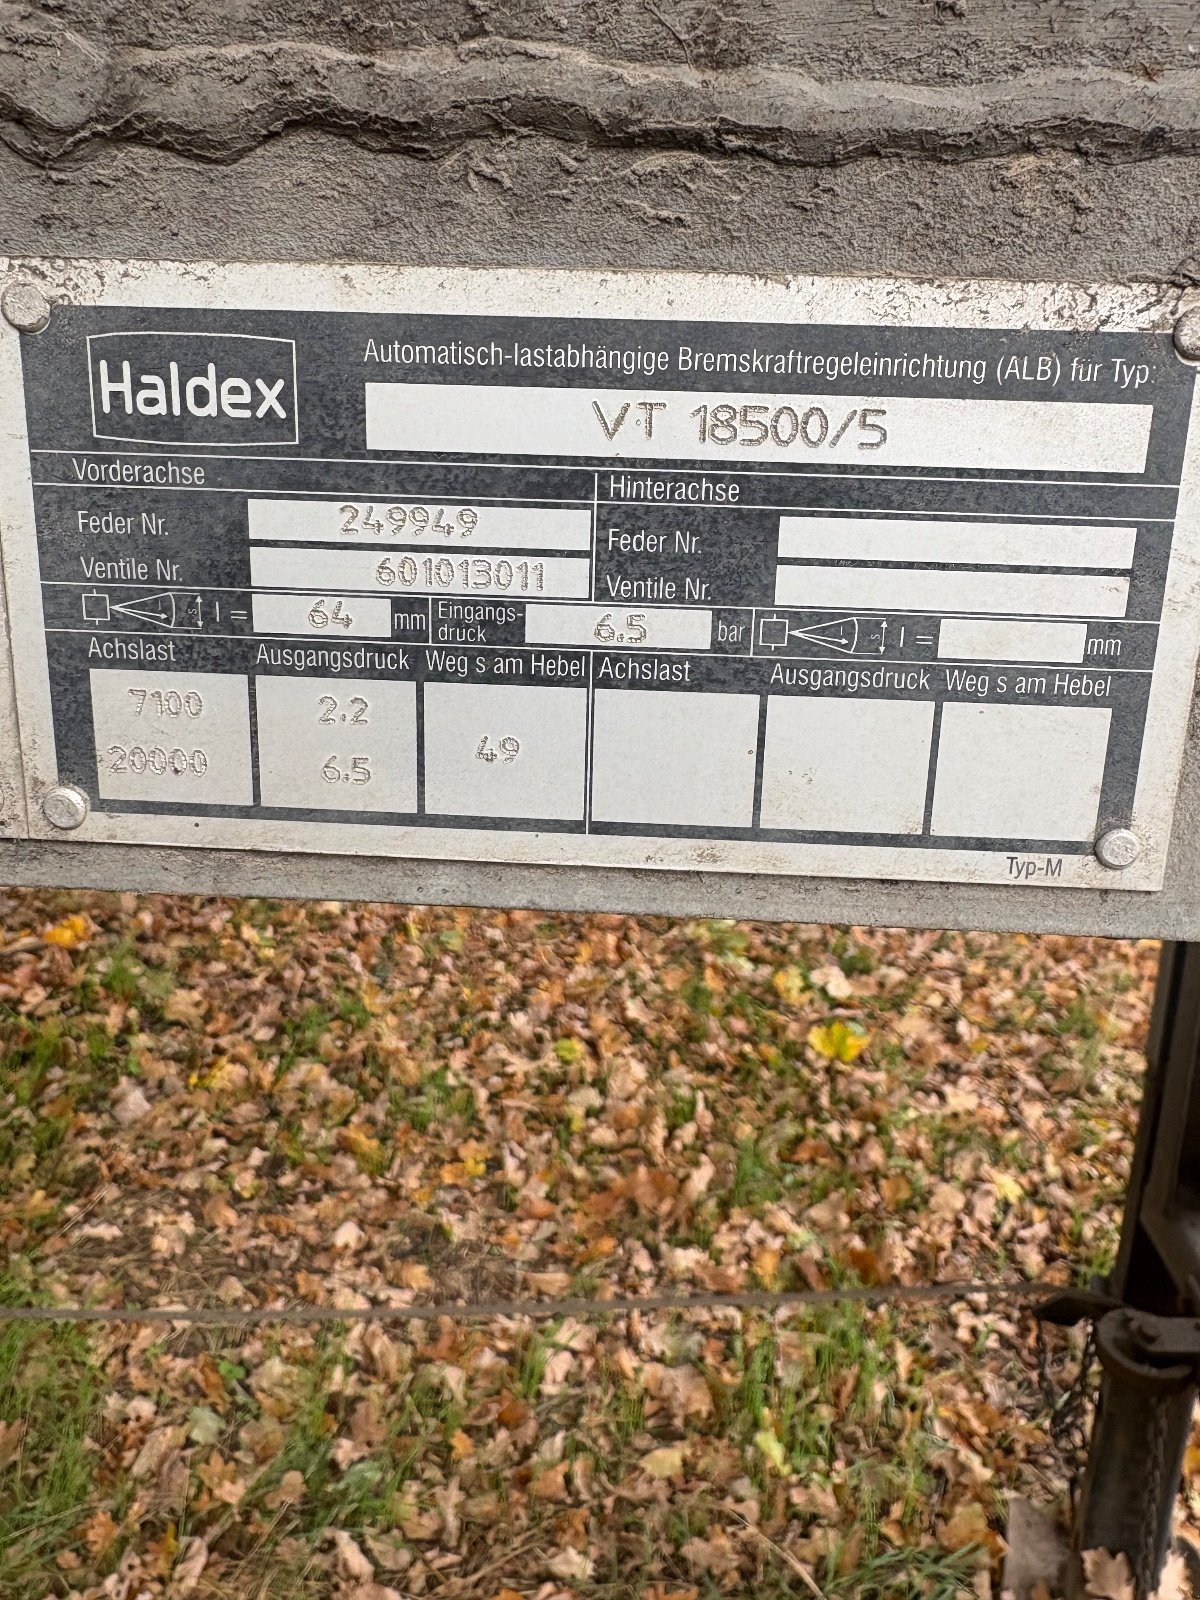 Haldex
Automatisch-lastabhängige Bremskraftregeleinrichtung (ALB) für Typ:
VT 18500/5
Vorderachse
Feder Nr. 249949
Ventile Nr. 601013011
s l = 64 mm Eingangs-
druck 6.5 bar
Achslast Ausgangsdruck Weg s am Hebel
7100 2.2
49
20000 6.5
Hinterachse
Feder Nr.
Ventile Nr.
s l = mm
Achslast Ausgangsdruck Weg s am Hebel
Typ-M